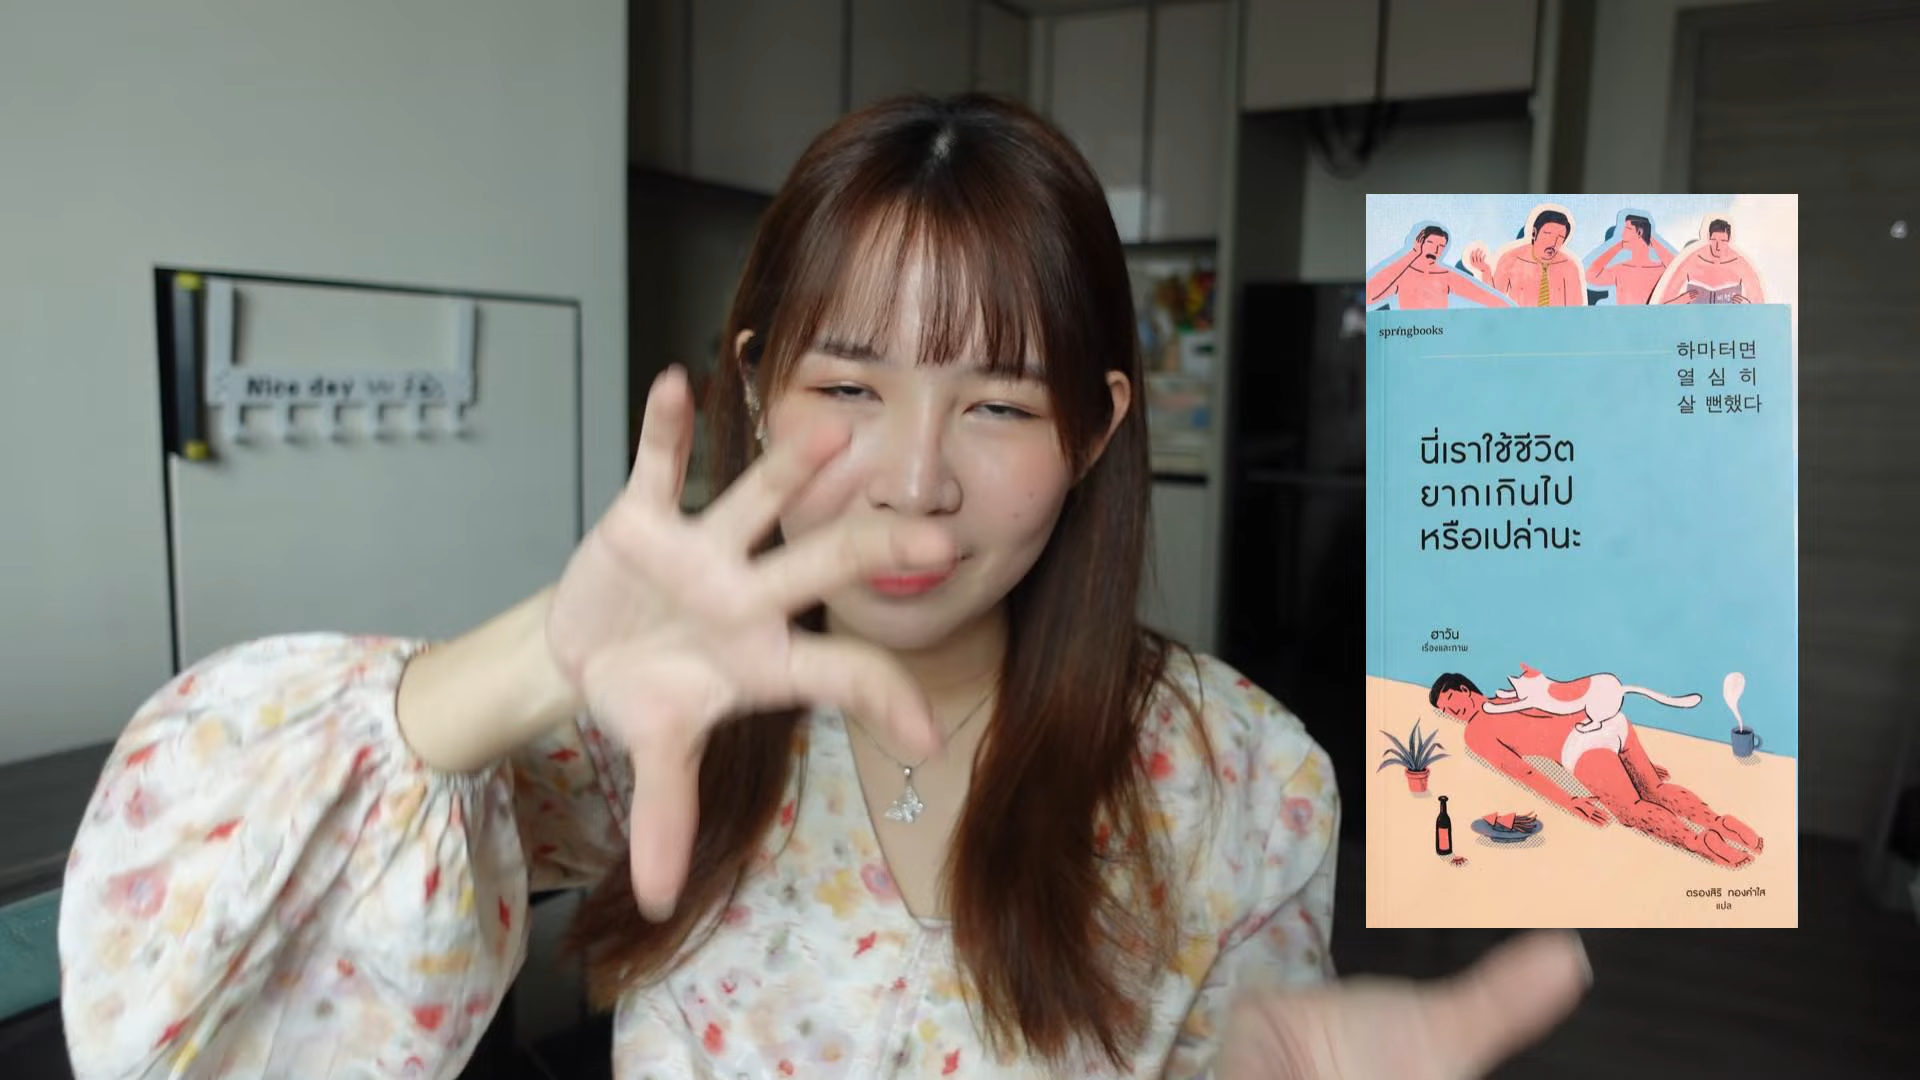 Nice day
springbooks
하마터면
열심히
살 뻔했다
นี่เราใช้ชีวิต
ยากเกินไป
หรือเปล่านะ
ฮาวัน
เรื่องและภาพ
ตรองสิริ ทองคำใส
แปล